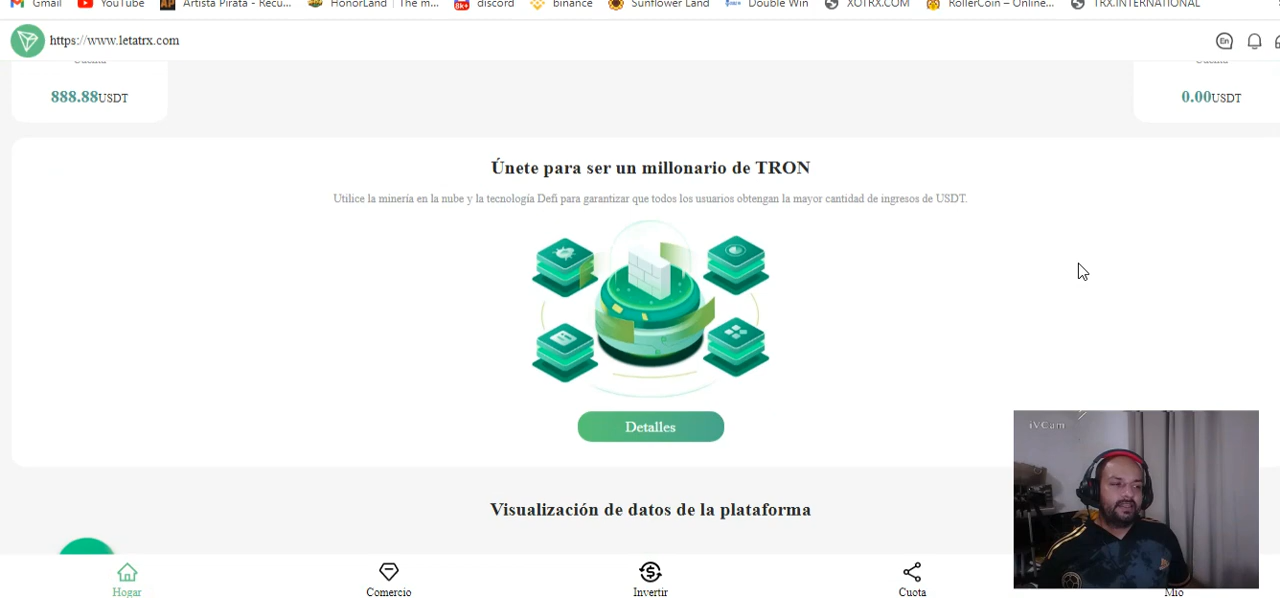 Gmail YouTube Artista Pirata - Recu... HonorLand | The m... discord binance Sunflower Land Double Win XOTRX.COM RollerCoin – Online... TRX.INTERNATIONAL
https://www.letatrx.com
888.88USDT
0.00USDT
Únete para ser un millonario de TRON
Utilice la minería en la nube y la tecnología Defi para garantizar que todos los usuarios obtengan la mayor cantidad de ingresos de USDT.
Detalles
iVCam
Visualización de datos de la plataforma
Hogar Comercio Invertir Cuota Mío